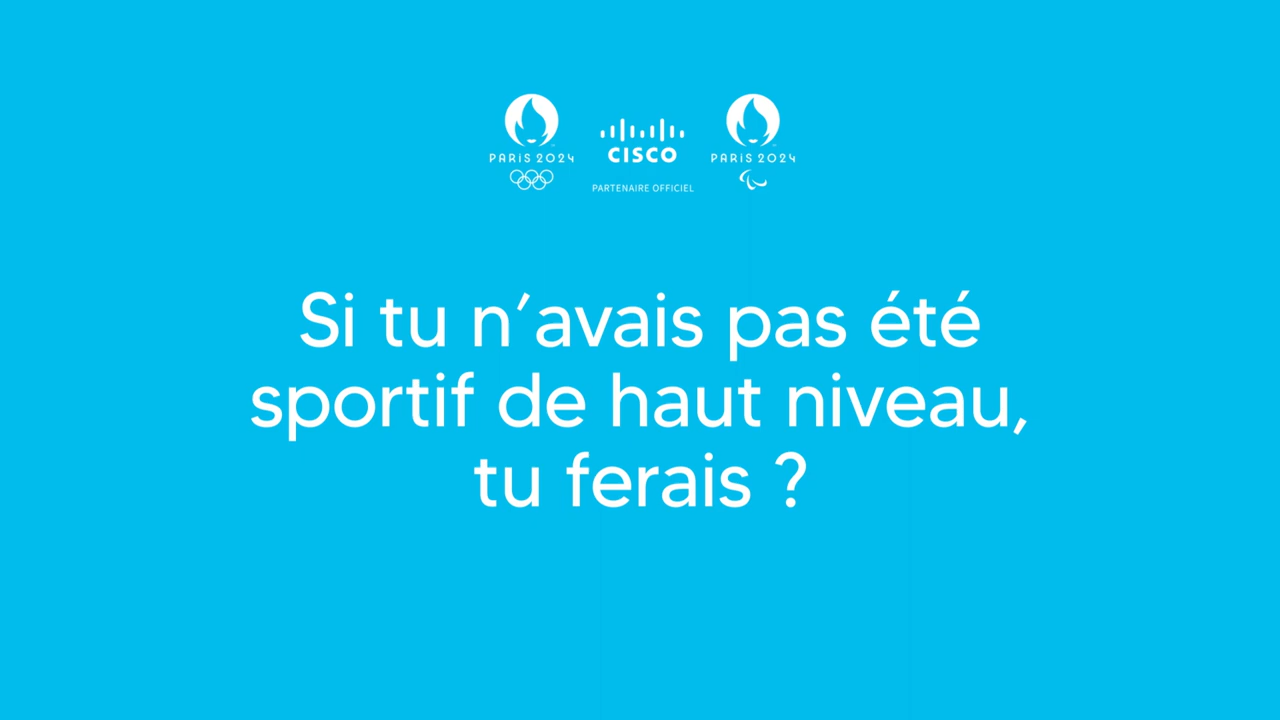 PARIS 2024
CISCO
PARTENAIRE OFFICIEL
PARIS 2024
Si tu n’avais pas été
sportif de haut niveau,
tu ferais ?